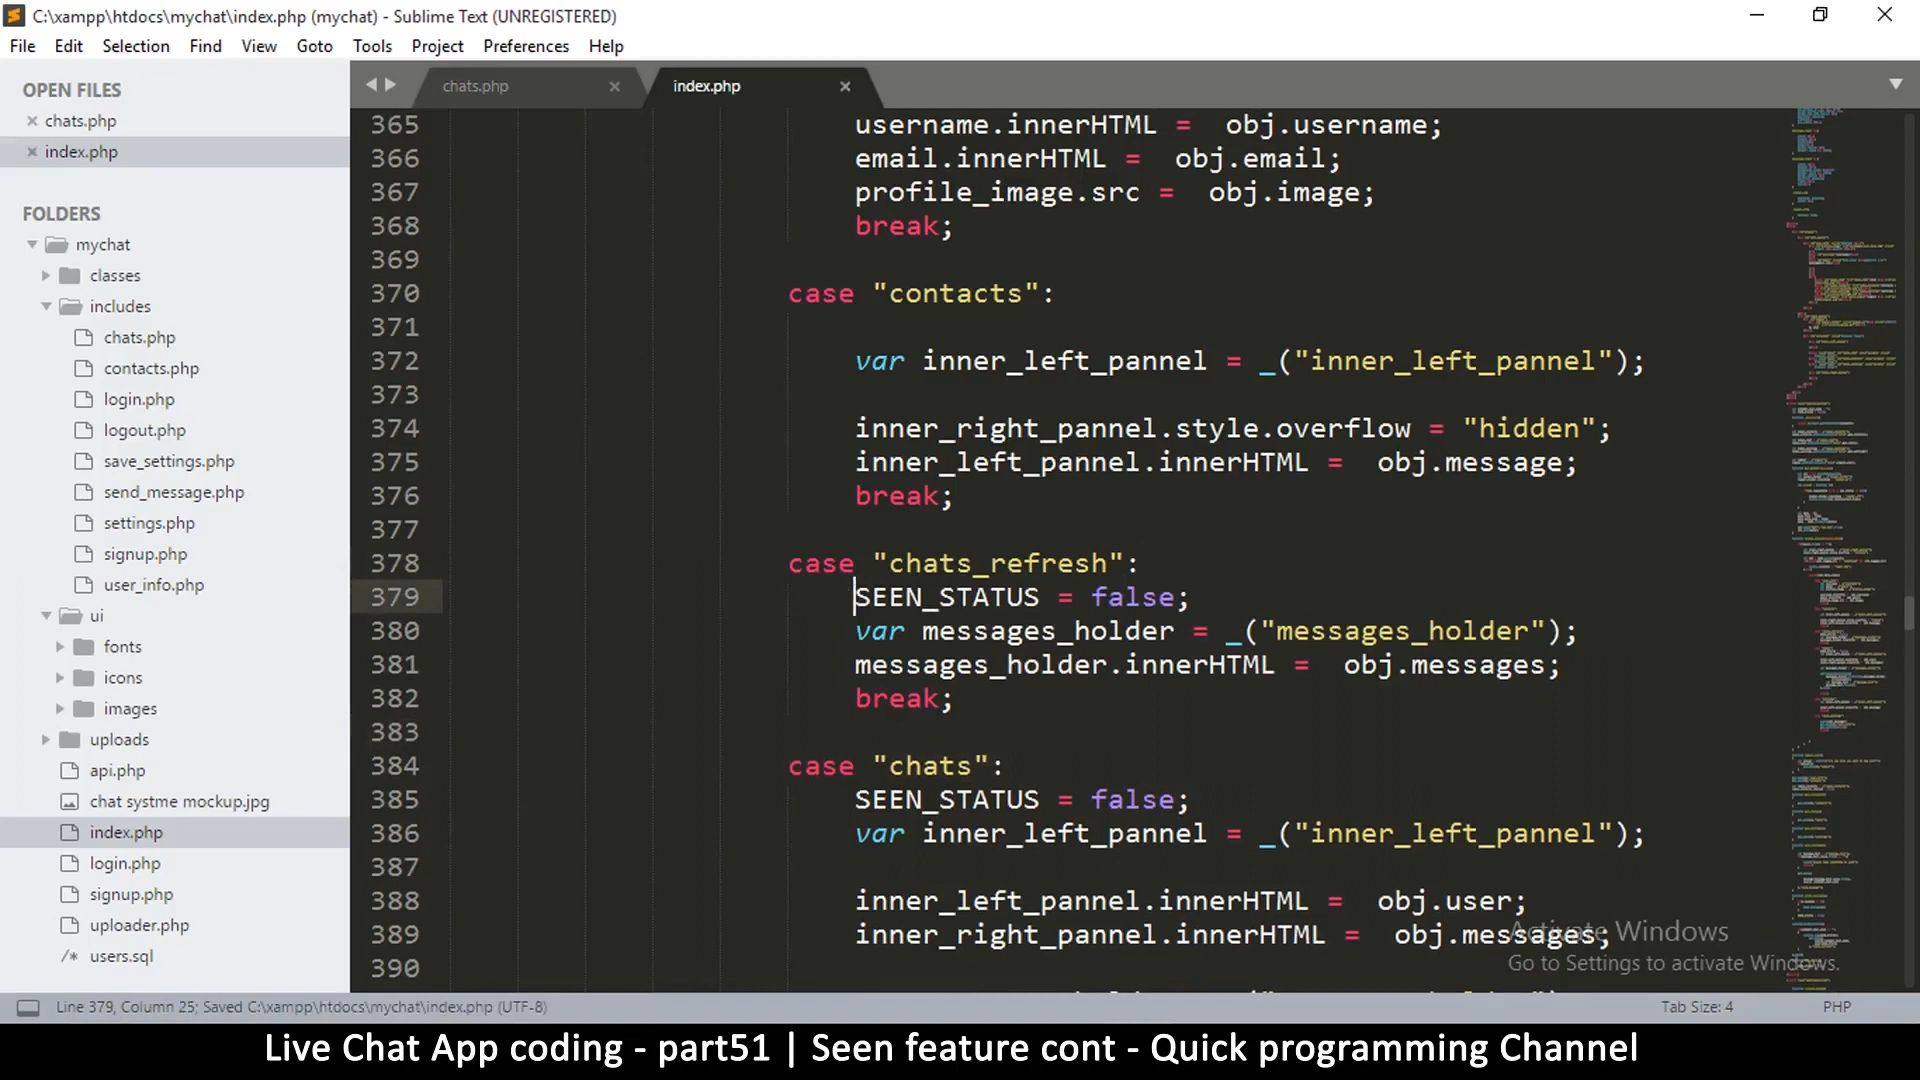 C:\xampp\htdocs\mychat\index.php (mychat) - Sublime Text (UNREGISTERED)
File Edit Selection Find View Goto Tools Project Preferences Help
OPEN FILES
chats.php
index.php
FOLDERS
mychat
classes
includes
chats.php
contacts.php
login.php
logout.php
save_settings.php
send_message.php
settings.php
signup.php
user_info.php
ui
fonts
icons
images
uploads
api.php
chat systme mockup.jpg
index.php
login.php
signup.php
uploader.php
/* users.sql
chats.php index.php
365 username.innerHTML = obj.username;
366 email.innerHTML = obj.email;
367 profile_image.src = obj.image;
368 break;
369
370 case "contacts":
371
372 var inner_left_pannel = _("inner_left_pannel");
373
374 inner_right_pannel.style.overflow = "hidden";
375 inner_left_pannel.innerHTML = obj.message;
376 break;
377
378 case "chats_refresh":
379 SEEN_STATUS = false;
380 var messages_holder = _("messages_holder");
381 messages_holder.innerHTML = obj.messages;
382 break;
383
384 case "chats":
385 SEEN_STATUS = false;
386 var inner_left_pannel = _("inner_left_pannel");
387
388 inner_left_pannel.innerHTML = obj.user;
389 inner_right_pannel.innerHTML = obj.messages;
390
Activate Windows
Go to Settings to activate Windows.
Line 379, Column 25; Saved C:\xampp\htdocs\mychat\index.php (UTF-8) Tab Size: 4 PHP
Live Chat App coding - part51 | Seen feature cont - Quick programming Channel